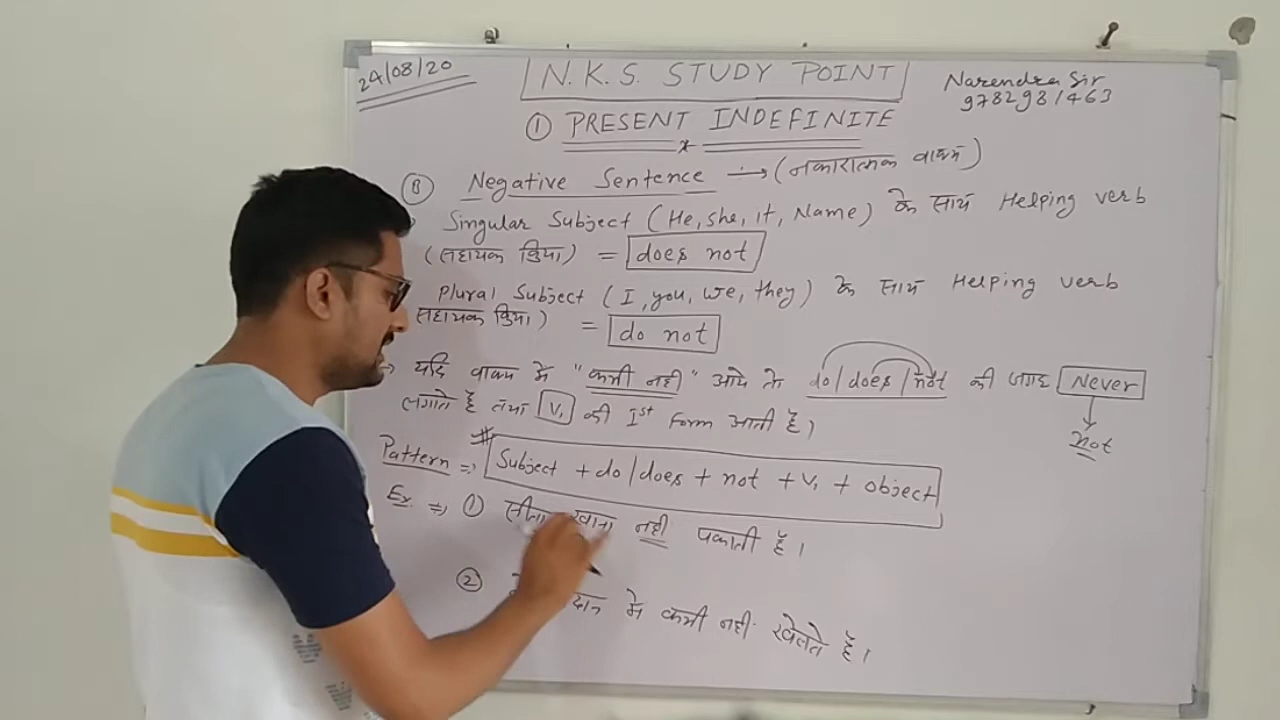 24/08/20
N.K.S. STUDY POINT
Narendra Sir
9782981463
① PRESENT INDEFINITE
Ⓑ Negative Sentence → (नकारात्मक वाक्य)
Singular Subject (He, she, it, Name) के साथ Helping verb
(सहायक क्रिया) = does not
Plural Subject (I, you, we, they) के साथ Helping verb
सहायक क्रिया) = do not
→ यदि वाक्य मे "कभी नही" आये तो do/does/not की जगह Never
लगाते है तथा V₁ की Ist Form आती है।
not
Pattern ⇒ # Subject + do/does + not + V₁ + object
Ex. ⇒ ① सीता खाना नही पकाती है।
② मे कभी नही खेलते है।